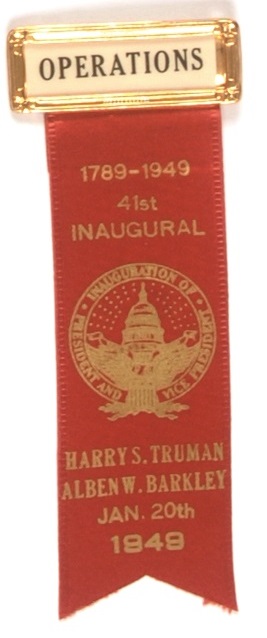 OPERATIONS
1789-1949
41st
INAUGURAL
INAUGURATION OF
PRESIDENT AND
VICE PRESIDENT
HARRY S. TRUMAN
ALBEN W. BARKLEY
JAN. 20th
1949